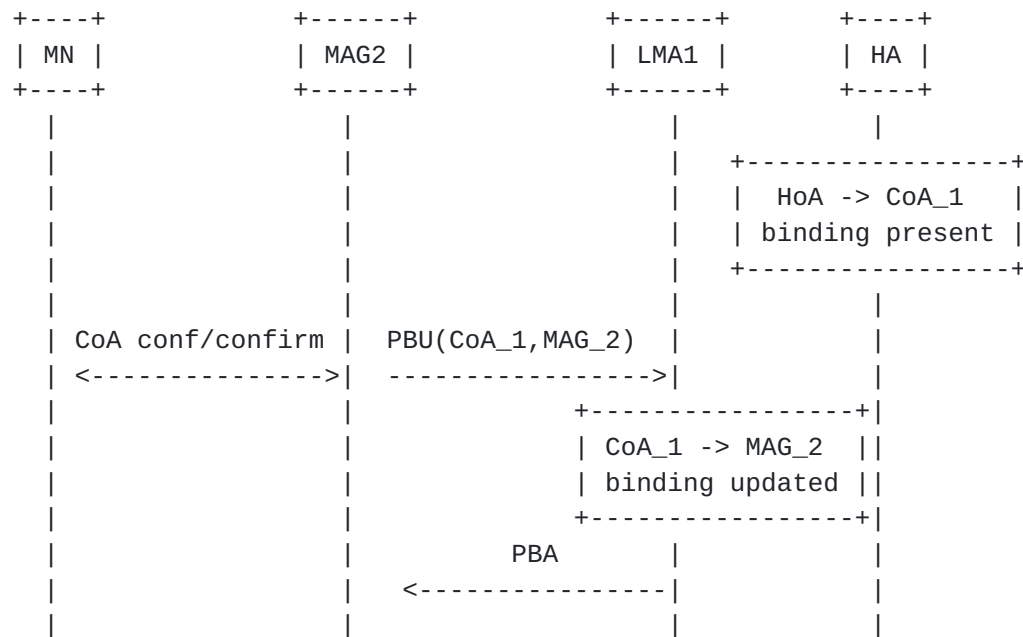 MN MAG2 LMA1 HA
HoA -> CoA_1
binding present
CoA conf/confirm PBU(CoA_1,MAG_2)
<---------------> ----------------->
CoA_1 -> MAG_2
binding updated
PBA
<----------------